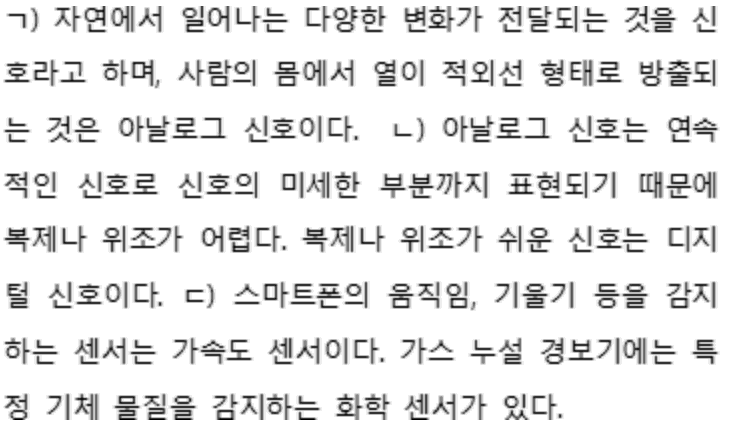 ㄱ) 자연에서 일어나는 다양한 변화가 전달되는 것을 신
호라고 하며, 사람의 몸에서 열이 적외선 형태로 방출되
는 것은 아날로그 신호이다. ㄴ) 아날로그 신호는 연속
적인 신호로 신호의 미세한 부분까지 표현되기 때문에
복제나 위조가 어렵다. 복제나 위조가 쉬운 신호는 디지
털 신호이다. ㄷ) 스마트폰의 움직임, 기울기 등을 감지
하는 센서는 가속도 센서이다. 가스 누설 경보기에는 특
정 기체 물질을 감지하는 화학 센서가 있다.